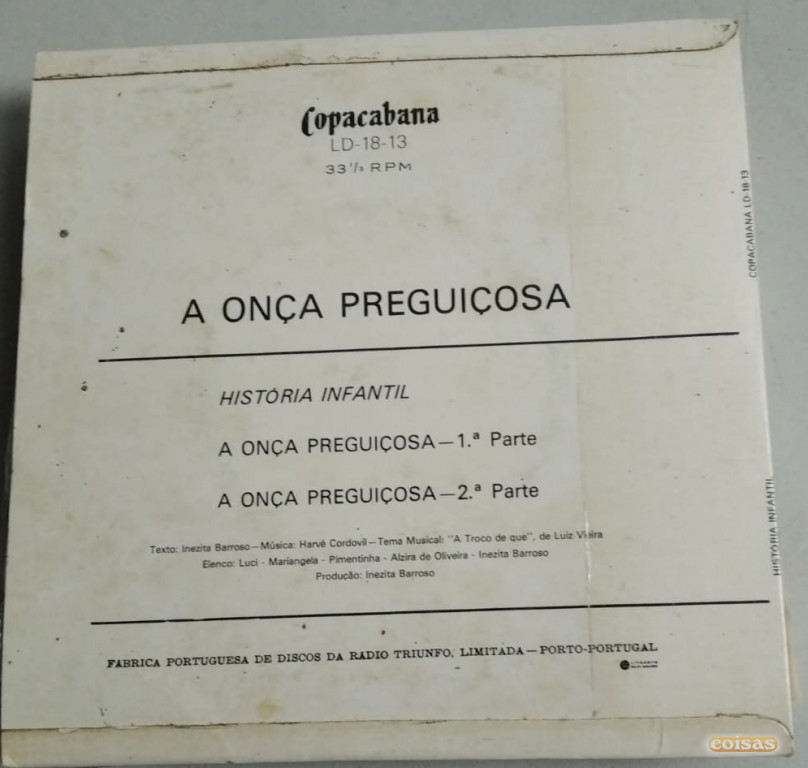 Copacabana
LD-18-13
33 1/3 RPM
A ONÇA PREGUIÇOSA
HISTÓRIA INFANTIL
A ONÇA PREGUIÇOSA—1.ª Parte
A ONÇA PREGUIÇOSA—2.ª Parte
Texto: Inezita Barroso—Música: Harvê Cordovil—Tema Musical: "A Troco de que", de Luiz Vieira
Elenco: Luci - Mariangela - Pimentinha - Alzira de Oliveira - Inezita Barroso
Produção: Inezita Barroso
FABRICA PORTUGUESA DE DISCOS DA RADIO TRIUNFO, LIMITADA—PORTO-PORTUGAL
COPACABANA LD-18-13
HISTÓRIA INFANTIL
coisas